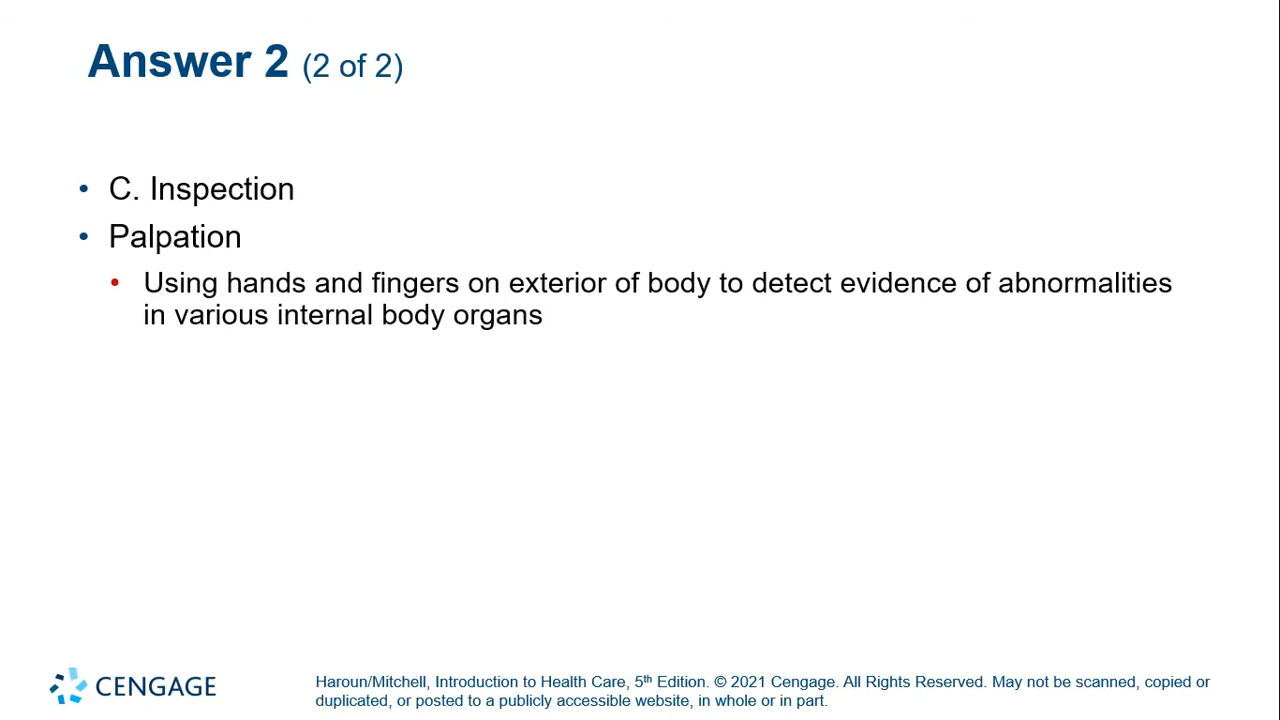 Answer 2 (2 of 2)
• C. Inspection
• Palpation
• Using hands and fingers on exterior of body to detect evidence of abnormalities
in various internal body organs
CENGAGE
Haroun/Mitchell, Introduction to Health Care, 5th Edition. © 2021 Cengage. All Rights Reserved. May not be scanned, copied or
duplicated, or posted to a publicly accessible website, in whole or in part.